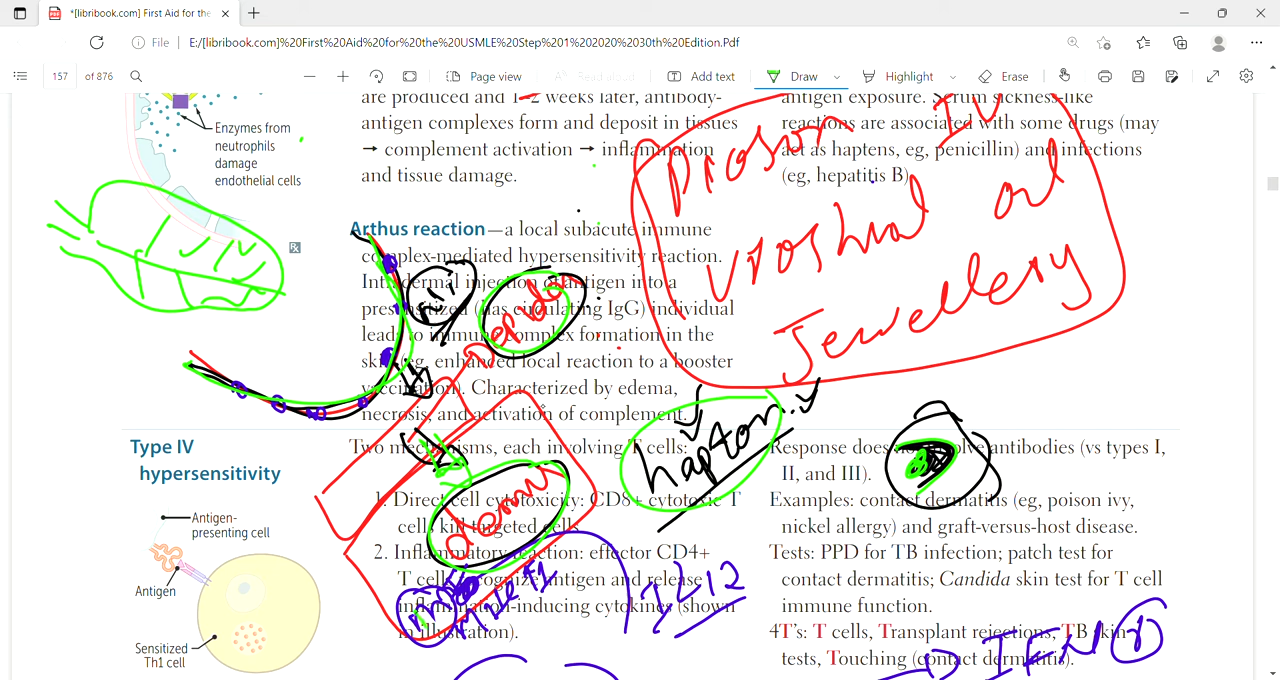 *[libribook.com] First Aid for the
File E:/[libribook.com]%20First%20Aid%20for%20the%20USMLE%20Step%201%202020%2030th%20Edition.Pdf
157 of 876 Page view Read aloud Add text Draw Highlight Erase
Enzymes from
neutrophils
damage
endothelial cells
are produced and 1–2 weeks later, antibody-
antigen complexes form and deposit in tissues
→ complement activation → inflammation
and tissue damage.
antigen exposure. Serum sickness-like
reactions are associated with some drugs (may
act as haptens, eg, penicillin) and infections
(eg, hepatitis B)
Proson IV
Uroshual oil
Jewellery
Rx
Arthus reaction—a local subacute immune
complex-mediated hypersensitivity reaction.
Intradermal injection of antigen into a
presensitized (has circulating IgG) individual
leads to immune complex formation in the
skin (eg, enhanced local reaction to a booster
vaccination). Characterized by edema,
necrosis, and activation of complement.
hapton
Type IV
hypersensitivity
Antigen-
presenting cell
Antigen
Sensitized
Th1 cell
Two mechanisms, each involving T cells:
1. Direct cell cytotoxicity: CD8+ cytotoxic T
cells kill targeted cells.
2. Inflammatory reaction: effector CD4+
T cells recognize antigen and release
inflammation-inducing cytokines (shown
in illustration).
Derm
IL12
Response does not involve antibodies (vs types I,
II, and III).
Examples: contact dermatitis (eg, poison ivy,
nickel allergy) and graft-versus-host disease.
Tests: PPD for TB infection; patch test for
contact dermatitis; Candida skin test for T cell
immune function.
4T's: T cells, Transplant rejections, TB skin
tests, Touching (contact dermatitis).
IFN γ